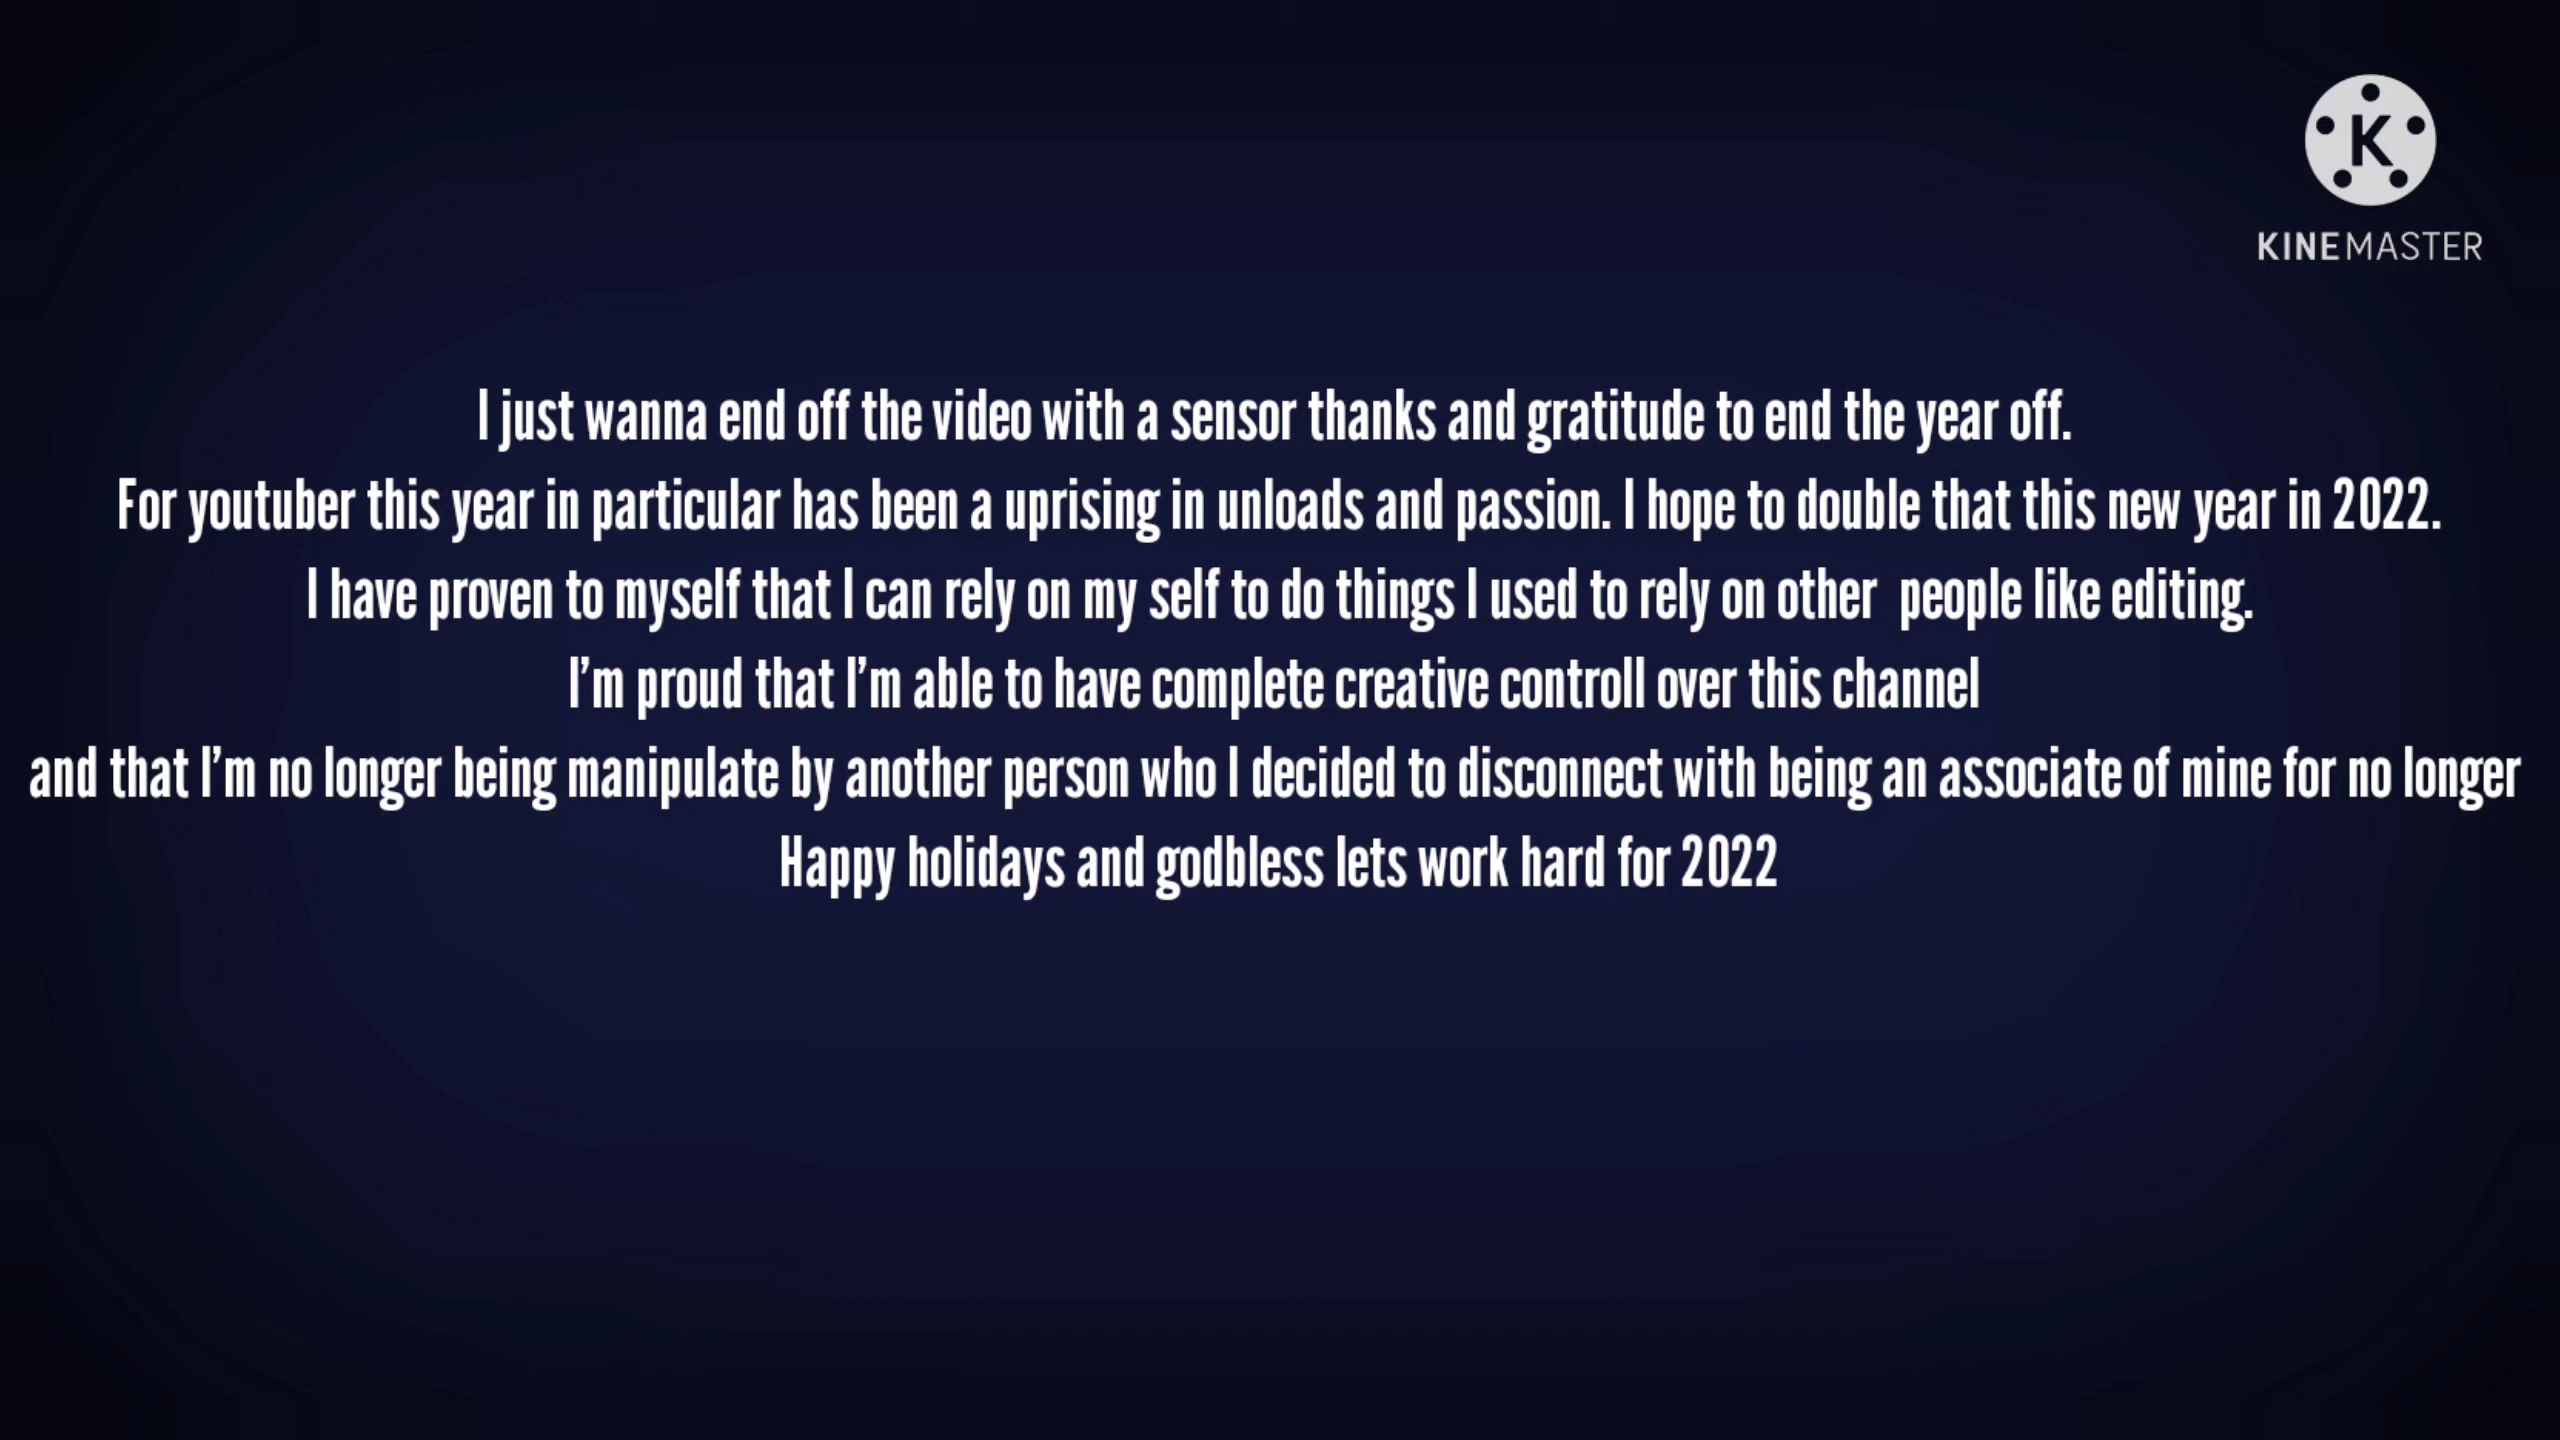 K
KINEMASTER
I just wanna end off the video with a sensor thanks and gratitude to end the year off.
For youtuber this year in particular has been a uprising in unloads and passion. I hope to double that this new year in 2022.
I have proven to myself that I can rely on my self to do things I used to rely on other  people like editing.
I'm proud that I'm able to have complete creative controll over this channel
and that I'm no longer being manipulate by another person who I decided to disconnect with being an associate of mine for no longer
Happy holidays and godbless lets work hard for 2022